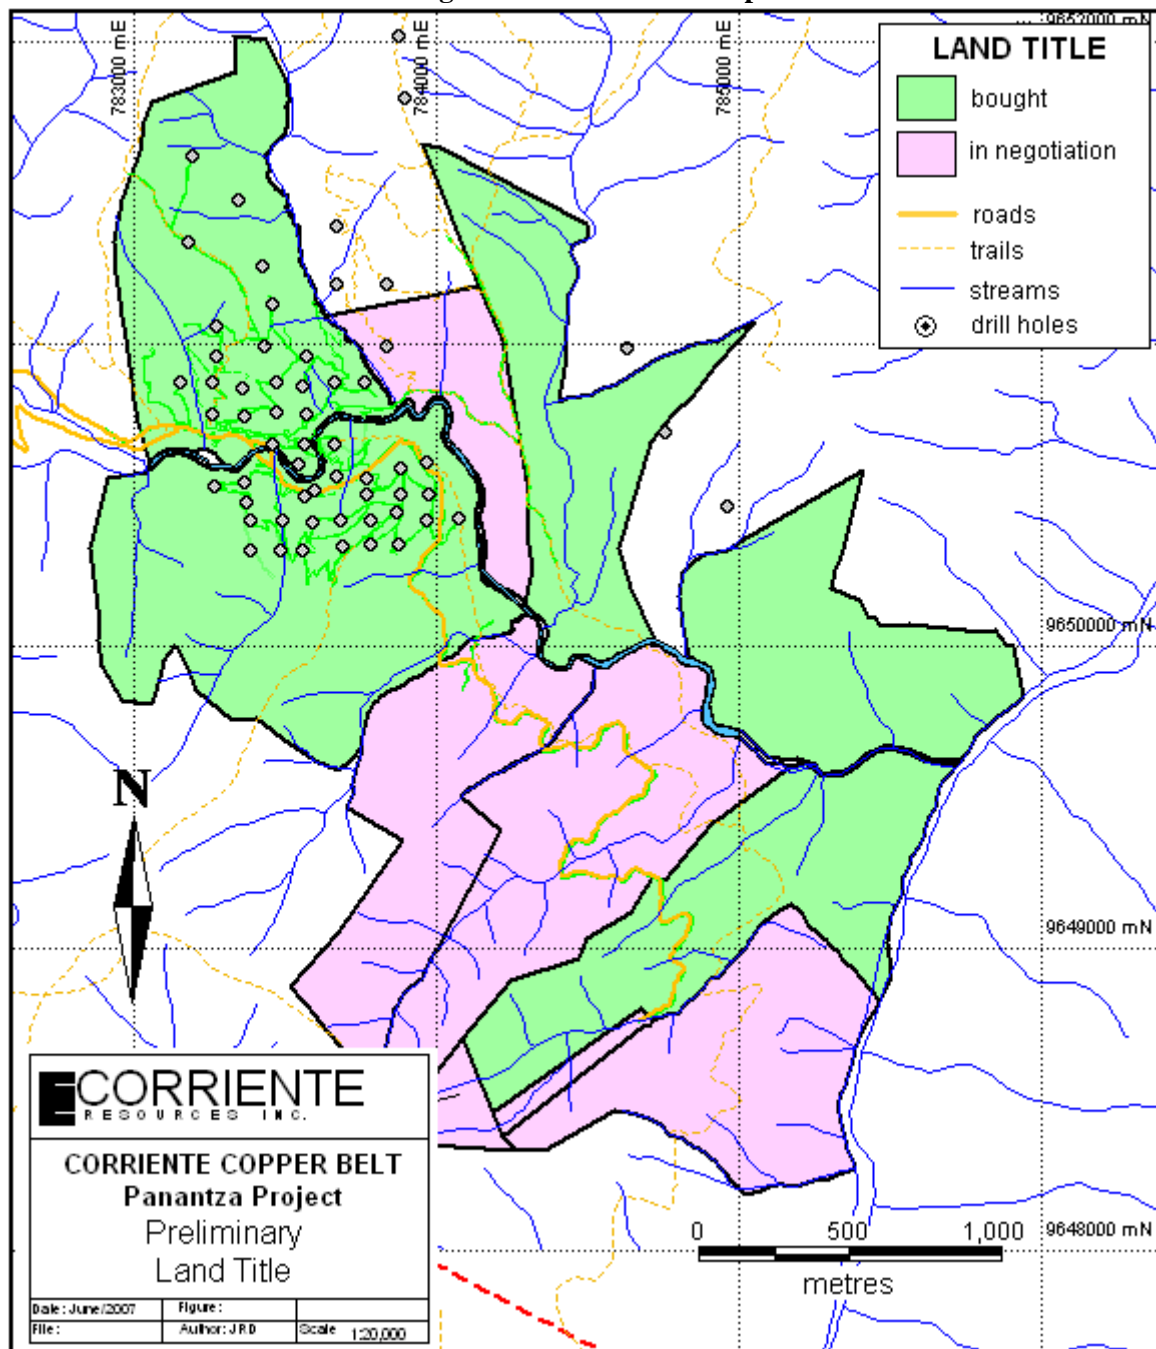 783000 mE
784000 mE
785000 mE
9652000 mN
LAND TITLE
bought
in negotiation
roads
trails
streams
drill holes
9650000 mN
N
9649000 mN
CORRIENTE
RESOURCES INC.
CORRIENTE COPPER BELT
Panantza Project
Preliminary
Land Title
Date: June/2007 Figure:
File: Author: JRD Scale 1:20,000
0 500 1,000
metres
9648000 mN